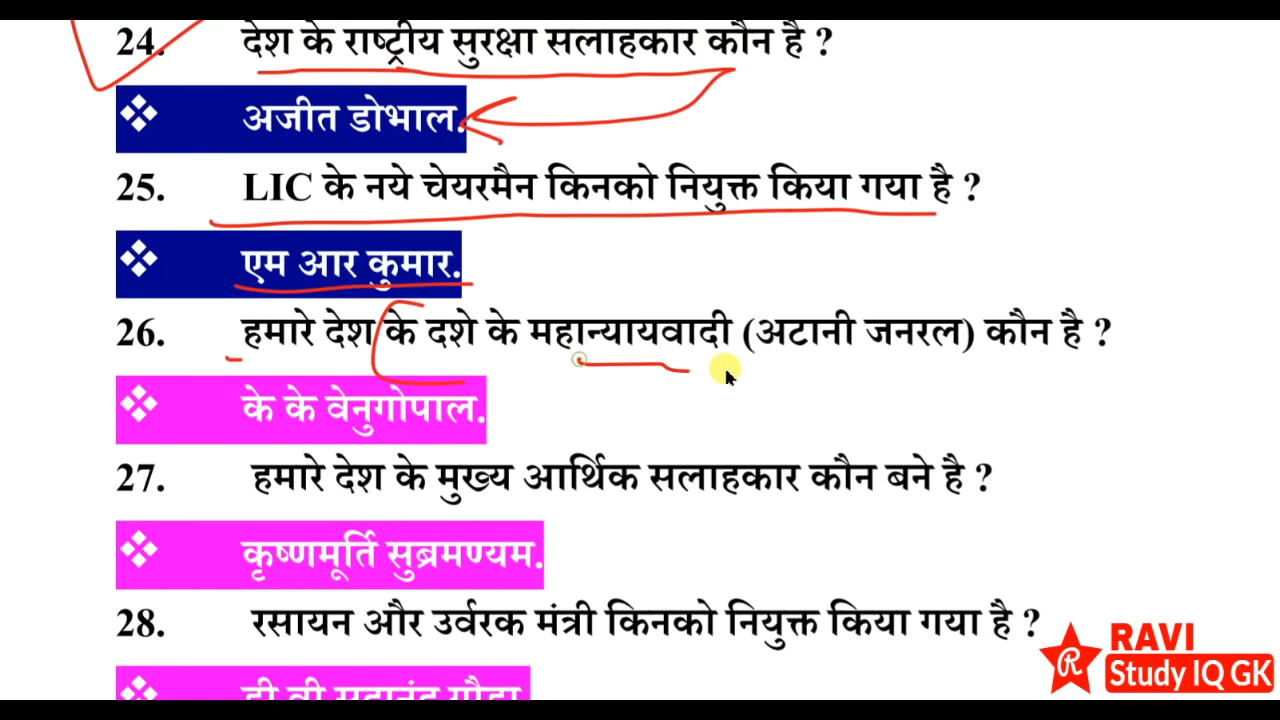 24. देश के राष्ट्रीय सुरक्षा सलाहकार कौन है ?
❖ अजीत डोभाल.
25. LIC के नये चेयरमैन किनको नियुक्त किया गया है ?
❖ एम आर कुमार.
26. हमारे देश के दशे के महान्यायवादी (अटानी जनरल) कौन है ?
❖ के के वेनुगोपाल.
27. हमारे देश के मुख्य आर्थिक सलाहकार कौन बने है ?
❖ कृष्णमूर्ति सुब्रमण्यम.
28. रसायन और उर्वरक मंत्री किनको नियुक्त किया गया है ?
RAVI
R Study IQ GK